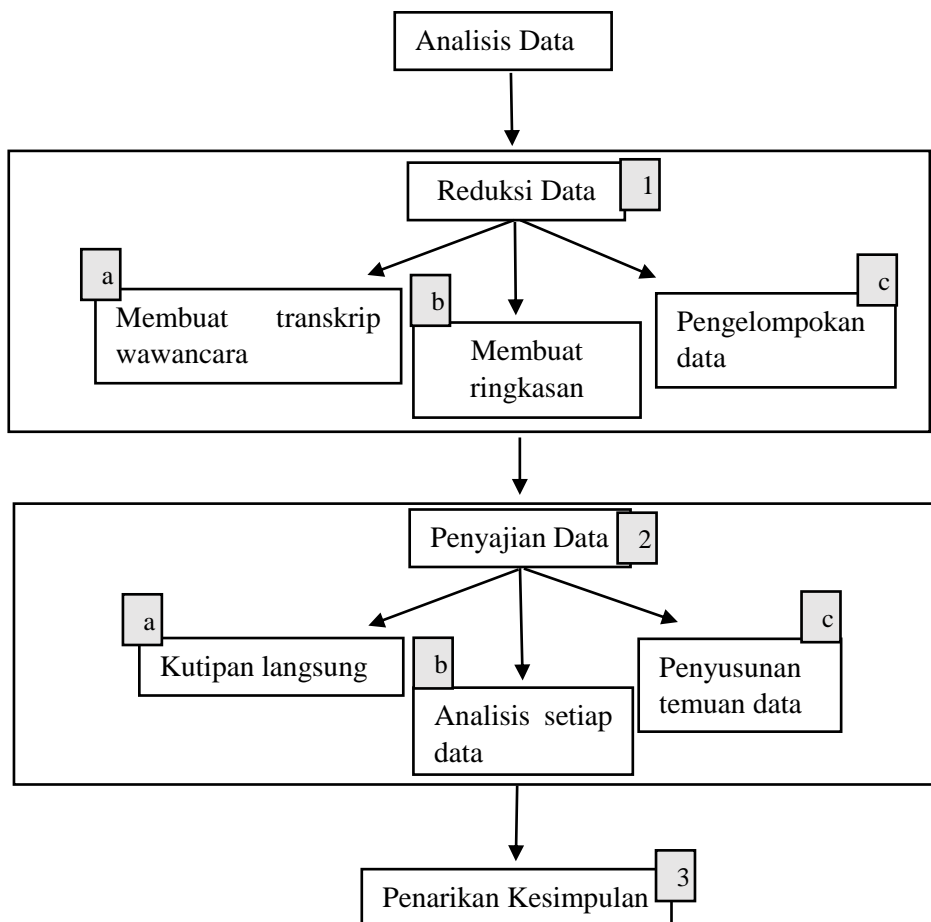 Analisis Data
Reduksi Data
1
a
Membuat transkrip
wawancara
b
Membuat
ringkasan
c
Pengelompokan
data
Penyajian Data
2
a
Kutipan langsung
b
Analisis setiap
data
c
Penyusunan
temuan data
Penarikan Kesimpulan
3